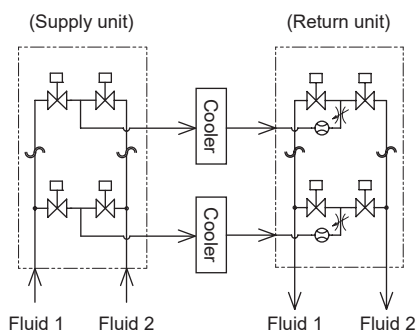 (Supply unit)
(Return unit)
Cooler
Cooler
Fluid 1
Fluid 2
Fluid 1
Fluid 2